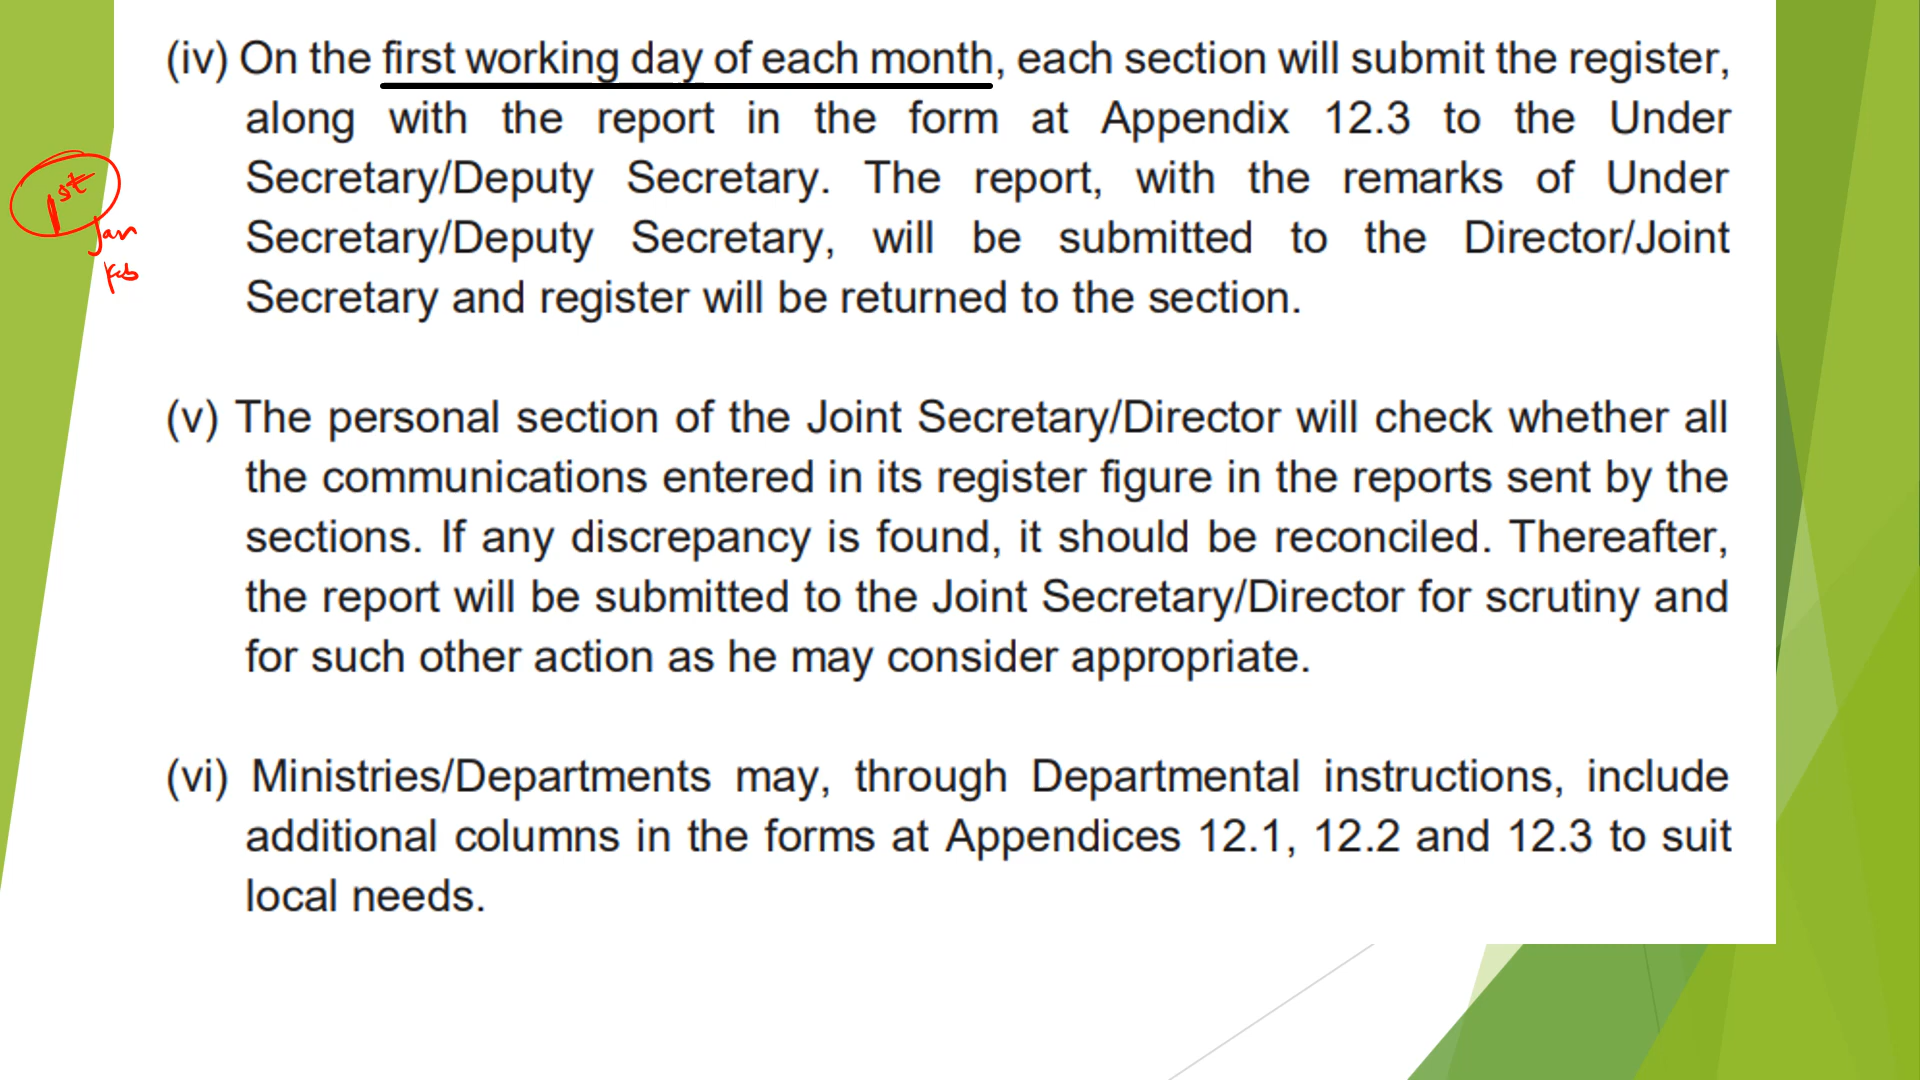 (iv) On the first working day of each month, each section will submit the register,
along with the report in the form at Appendix 12.3 to the Under
Secretary/Deputy Secretary. The report, with the remarks of Under
Secretary/Deputy Secretary, will be submitted to the Director/Joint
Secretary and register will be returned to the section.
1st
Jan
Feb
(v) The personal section of the Joint Secretary/Director will check whether all
the communications entered in its register figure in the reports sent by the
sections. If any discrepancy is found, it should be reconciled. Thereafter,
the report will be submitted to the Joint Secretary/Director for scrutiny and
for such other action as he may consider appropriate.
(vi) Ministries/Departments may, through Departmental instructions, include
additional columns in the forms at Appendices 12.1, 12.2 and 12.3 to suit
local needs.